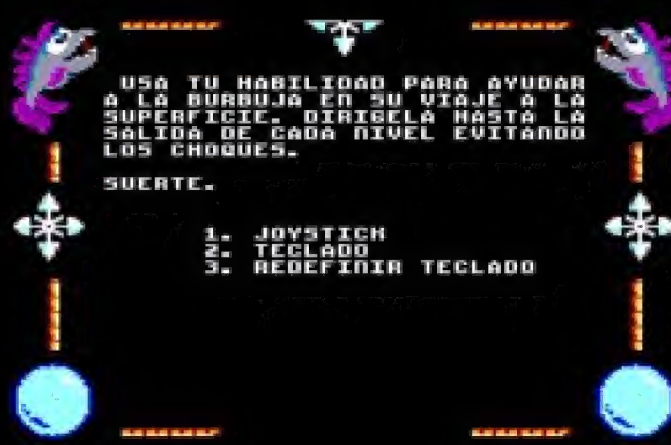 USA TU HABILIDAD PARA AYUDAR
A LA BURBUJA EN SU VIAJE A LA
SUPERFICIE. DIRIGELA HASTA LA
SALIDA DE CADA NIVEL EVITANDO
LOS CHOQUES.
SUERTE.
1. JOYSTICK
2. TECLADO
3. REDEFINIR TECLADO